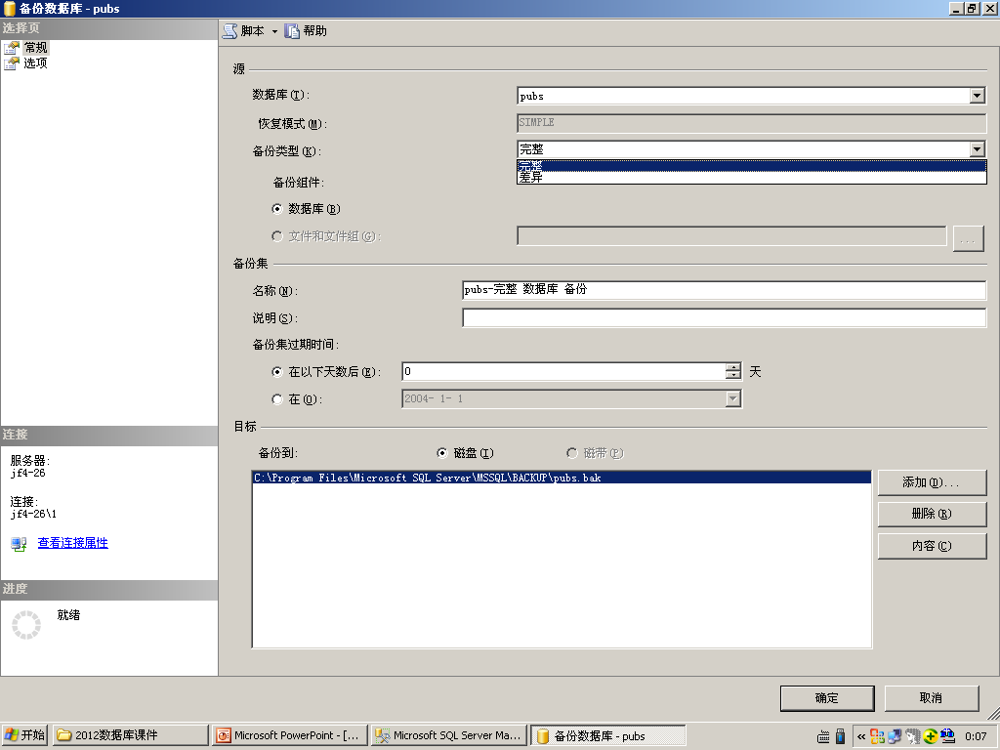 备份数据库 - pubs
选择页
常规
选项
脚本
帮助
源
数据库(T):
pubs
恢复模式(M):
SIMPLE
备份类型(K):
完整
完整
差异
备份组件:
数据库(B)
文件和文件组(G):
...
备份集
名称(N):
pubs-完整 数据库 备份
说明(S):
备份集过期时间:
在以下天数后(E):
0
天
在(O):
2004- 1- 1
目标
备份到:
磁盘(I)
磁带(P)
C:\Program Files\Microsoft SQL Server\MSSQL\BACKUP\pubs.bak
添加(D)...
删除(R)
内容(C)
连接
服务器:
jf4-26
连接:
jf4-26\1
查看连接属性
进度
就绪
确定
取消
开始
2012数据库课件
Microsoft PowerPoint - [...
Microsoft SQL Server Ma...
备份数据库 - pubs
«
0:07